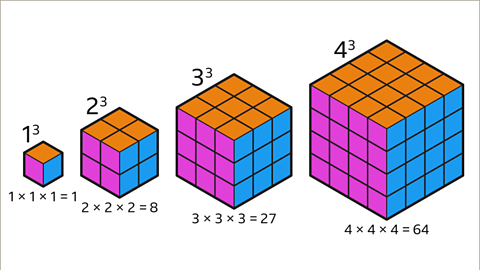 1³
1 × 1 × 1 = 1
2³
2 × 2 × 2 = 8
3³
3 × 3 × 3 = 27
4³
4 × 4 × 4 = 64